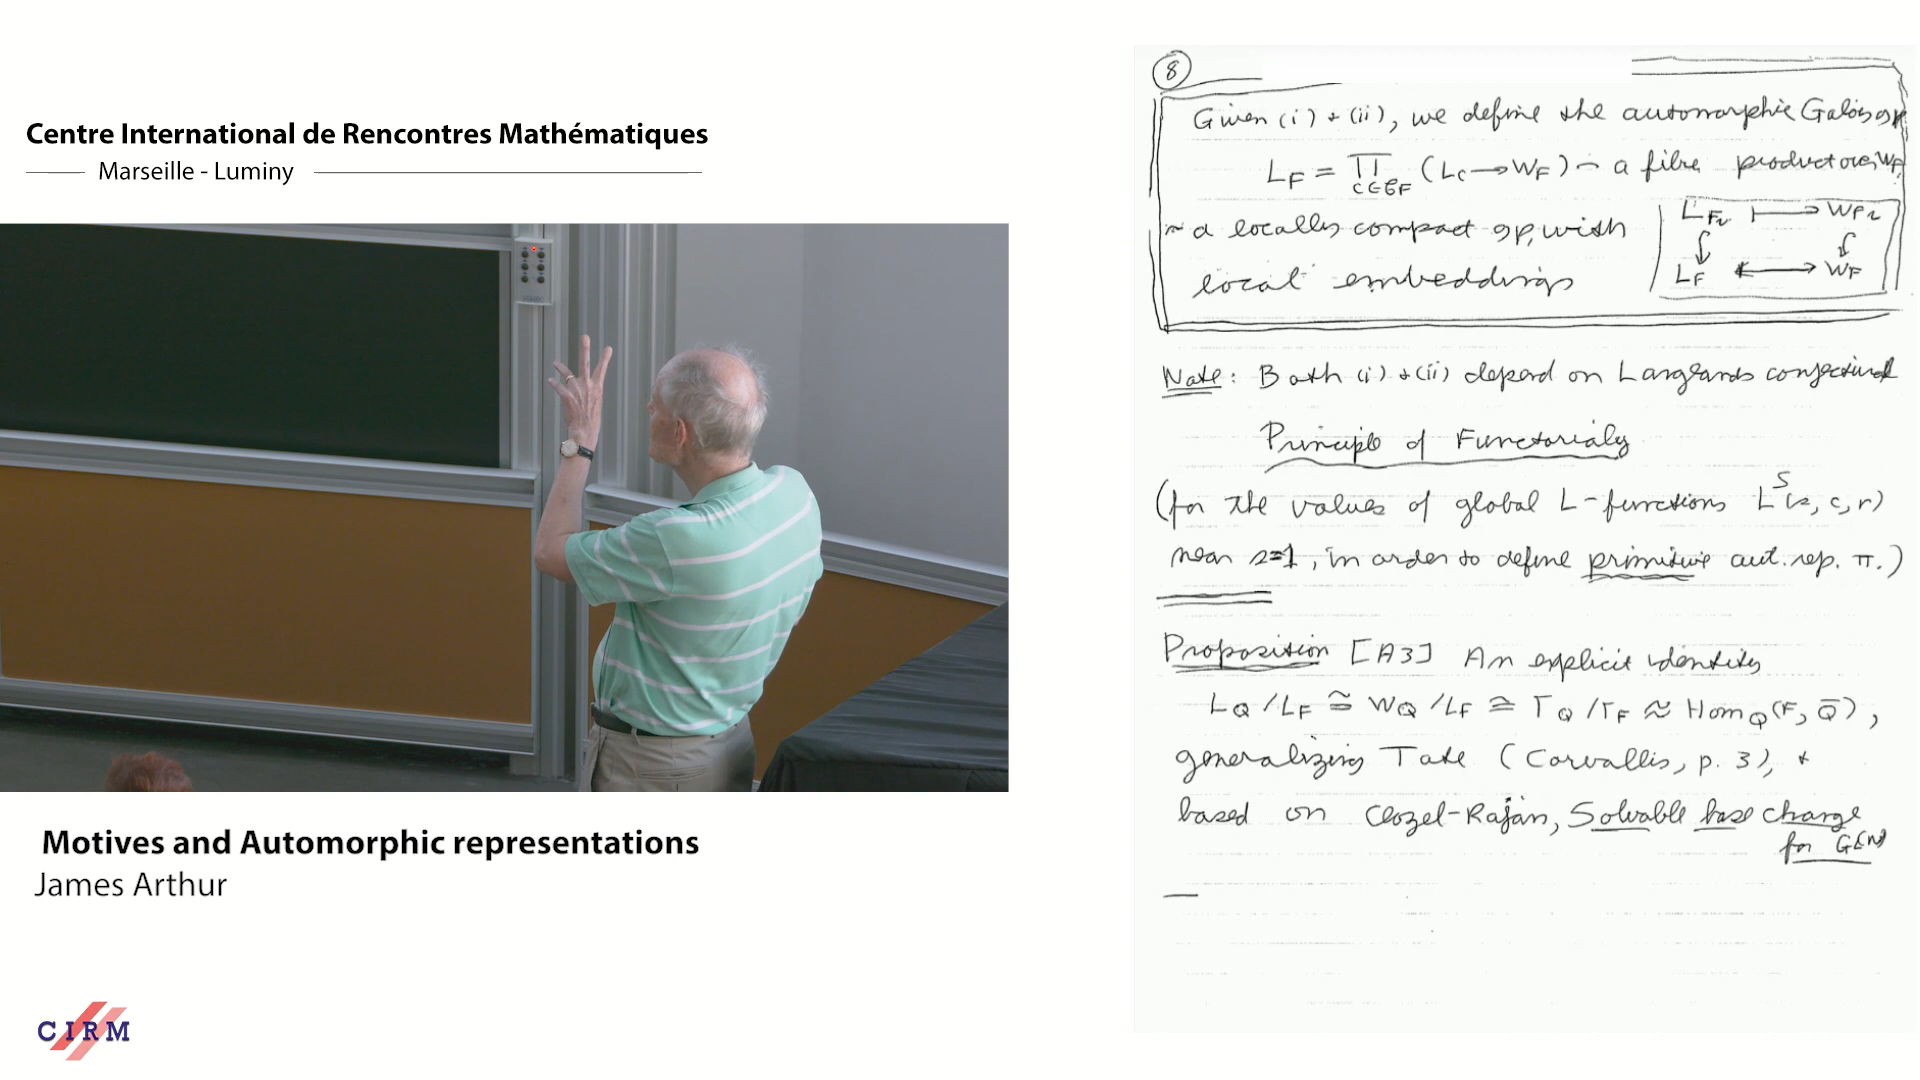 Centre International de Rencontres Mathématiques
Marseille - Luminy
Motives and Automorphic representations
James Arthur
CIRM
8
Given (i) + (ii), we define the automorphic Galois gp
L_F = ∏_{c∈C_F} (L_c → W_F) ~ a fibre product over W_F,
~ a locally compact gp, with
local embeddings
L_{F_v} ↦ W_{F_v}
L_F ⟷ W_F
Note: Both (i) + (ii) depend on Langlands conjectural
Principle of Functorialy
(for the values of global L-functions L^S(s, c, r)
near s=1, in order to define primitive aut. rep. π.)
Proposition [A3] An explicit identity
L_Q / L_F ≅ W_Q / L_F ≅ Γ_Q / Γ_F ≈ Hom_Q(F, Q̄),
generalizing Tate (Corvallis, p. 3), +
based on Clozel-Rajan, Solvable base change
for G(N)